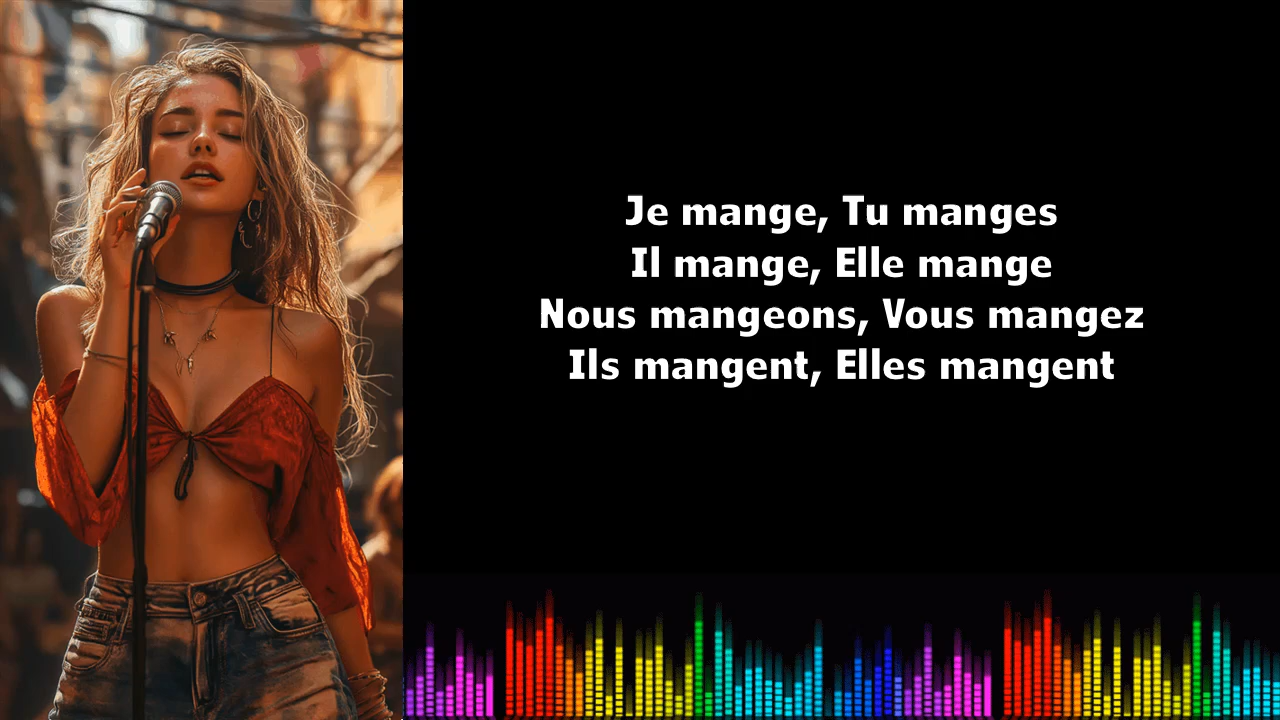 Je mange, Tu manges
Il mange, Elle mange
Nous mangeons, Vous mangez
Ils mangent, Elles mangent